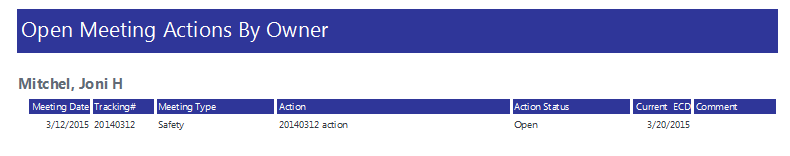 Open Meeting Actions By Owner
Mitchel, Joni H
Meeting Date Tracking# Meeting Type Action Action Status Current ECD Comment
3/12/2015 20140312 Safety 20140312 action Open 3/20/2015